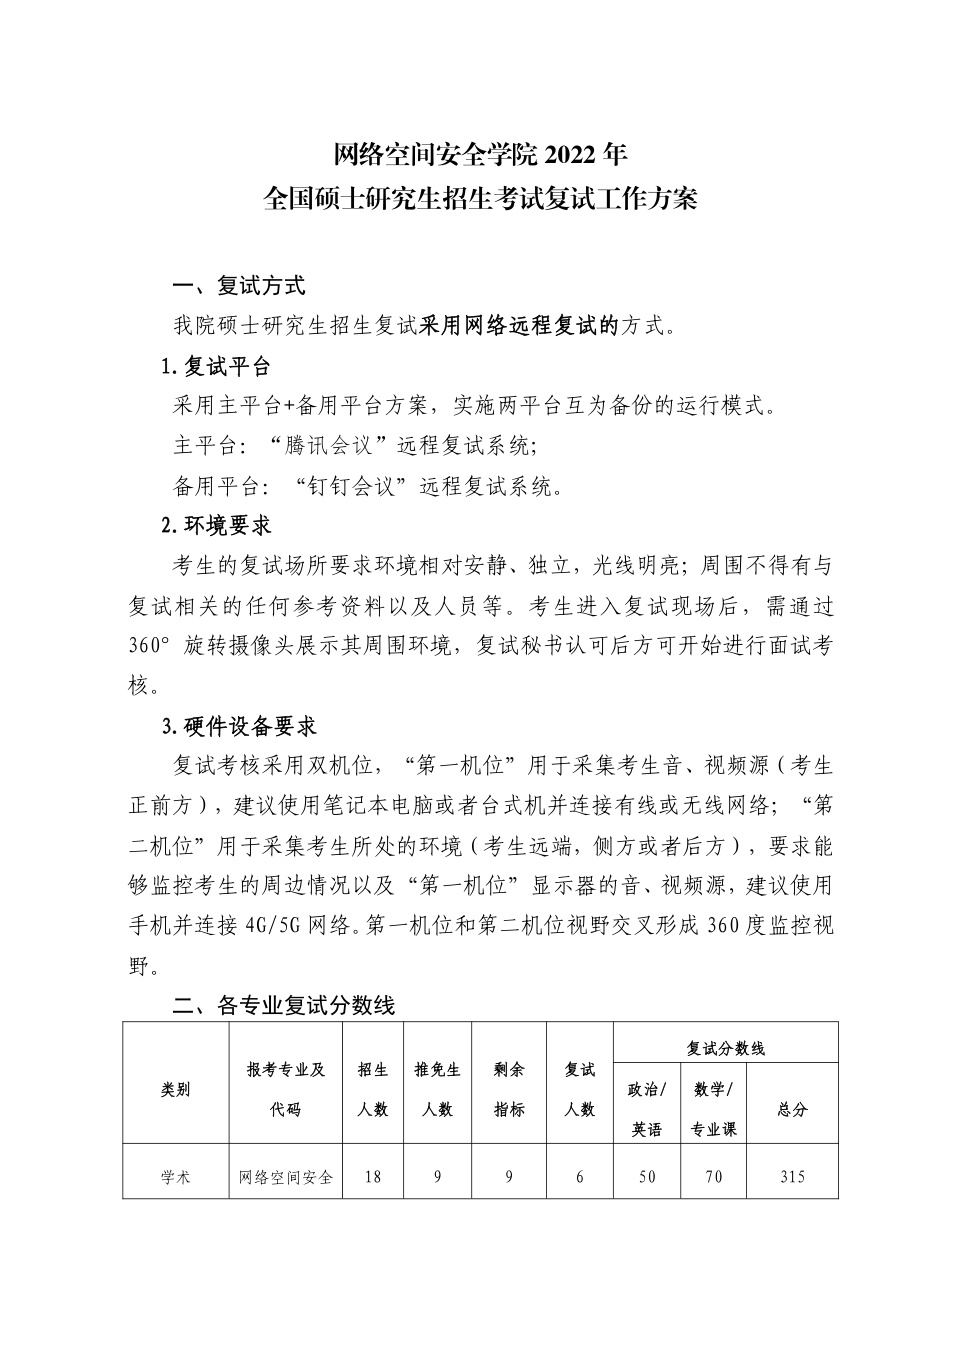 网络空间安全学院 2022 年
全国硕士研究生招生考试复试工作方案
一、复试方式
我院硕士研究生招生复试采用网络远程复试的方式。
1.复试平台
采用主平台+备用平台方案，实施两平台互为备份的运行模式。
主平台：“腾讯会议”远程复试系统；
备用平台：“钉钉会议”远程复试系统。
2.环境要求
考生的复试场所要求环境相对安静、独立，光线明亮；周围不得有与
复试相关的任何参考资料以及人员等。考生进入复试现场后，需通过
360°旋转摄像头展示其周围环境，复试秘书认可后方可开始进行面试考
核。
3.硬件设备要求
复试考核采用双机位，“第一机位”用于采集考生音、视频源（考生
正前方），建议使用笔记本电脑或者台式机并连接有线或无线网络；“第
二机位”用于采集考生所处的环境（考生远端，侧方或者后方），要求能
够监控考生的周边情况以及“第一机位”显示器的音、视频源，建议使用
手机并连接 4G/5G 网络。第一机位和第二机位视野交叉形成 360 度监控视
野。
二、各专业复试分数线
类别 报考专业及代码 招生人数 推免生人数 剩余指标 复试人数 复试分数线
政治/英语 数学/专业课 总分
学术 网络空间安全 18 9 9 6 50 70 315